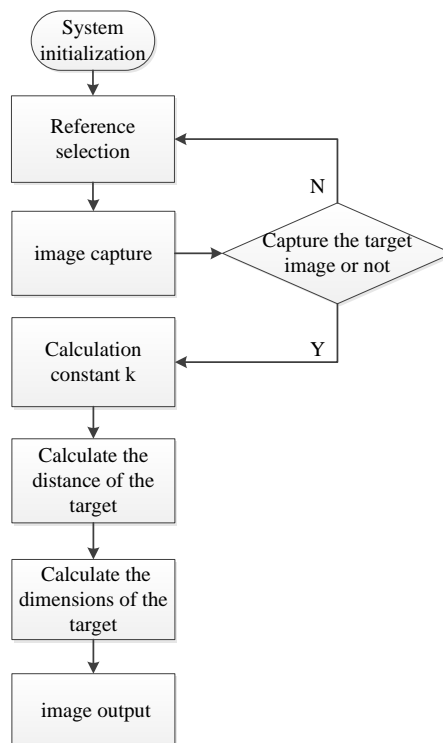 System
initialization
Reference
selection
N
image capture
Capture the target
image or not
Y
Calculation
constant k
Calculate the
distance of the
target
Calculate the
dimensions of the
target
image output